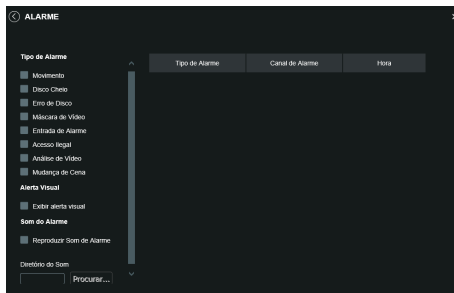 ALARME
Tipo de Alarme
Movimento
Disco Cheio
Erro de Disco
Máscara de Vídeo
Entrada de Alarme
Acesso Ilegal
Análise de Vídeo
Mudança de Cena
Alerta Visual
Exibir alerta visual
Som do Alarme
Reproduzir Som de Alarme
Diretório do Som
Procurar...
Tipo de Alarme Canal de Alarme Hora